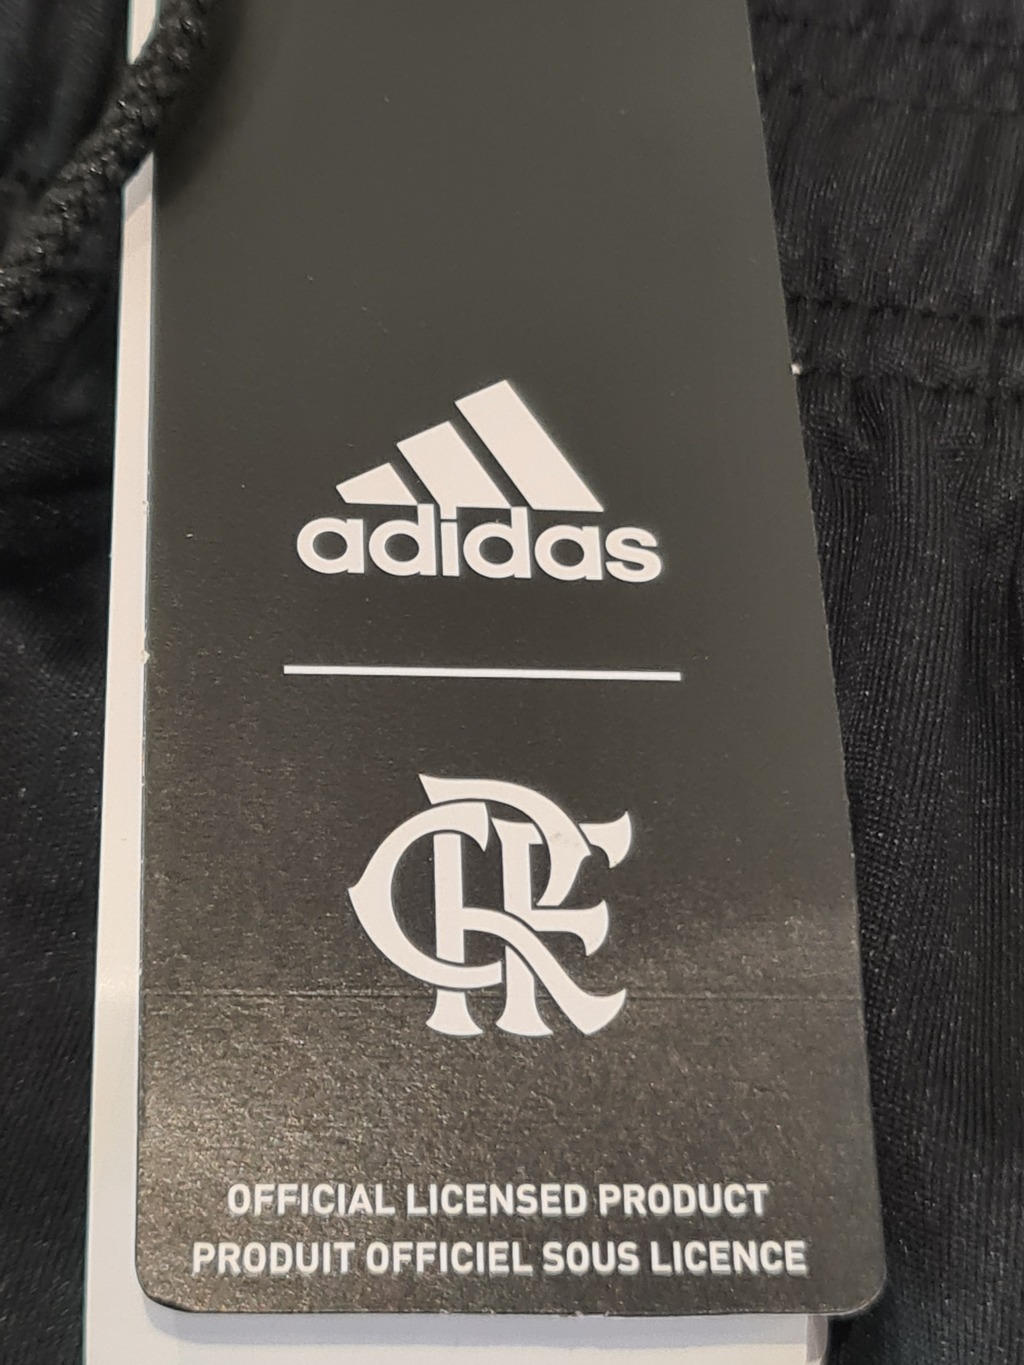 adidas
CRF
OFFICIAL LICENSED PRODUCT
PRODUIT OFFICIEL SOUS LICENCE